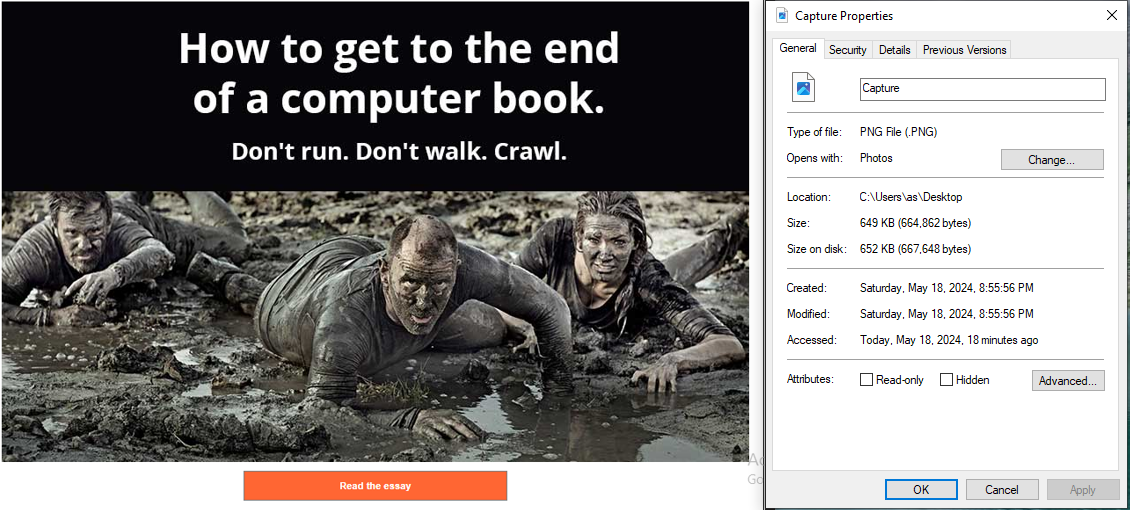 How to get to the end
of a computer book.
Don't run. Don't walk. Crawl.
Read the essay
Capture Properties
General Security Details Previous Versions
Capture
Type of file: PNG File (.PNG)
Opens with: Photos Change...
Location: C:\Users\as\Desktop
Size: 649 KB (664,862 bytes)
Size on disk: 652 KB (667,648 bytes)
Created: Saturday, May 18, 2024, 8:55:56 PM
Modified: Saturday, May 18, 2024, 8:55:56 PM
Accessed: Today, May 18, 2024, 18 minutes ago
Attributes: Read-only Hidden Advanced...
OK Cancel Apply